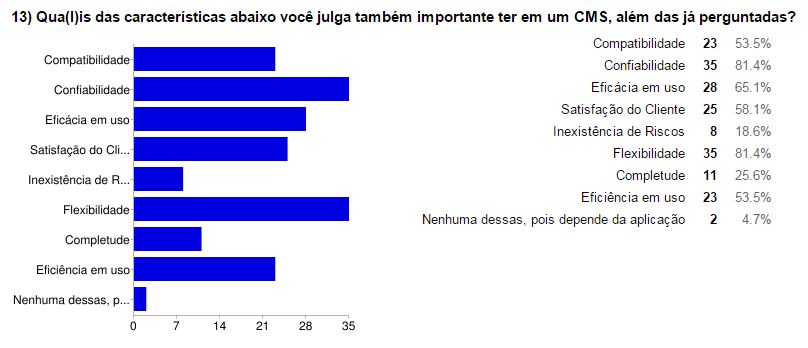 13) Qua(l)is das características abaixo você julga também importante ter em um CMS, além das já perguntadas?
Compatibilidade
Confiabilidade
Eficácia em uso
Satisfação do Cli...
Inexistência de R...
Flexibilidade
Completude
Eficiência em uso
Nenhuma dessas, p...
0 7 14 21 28 35
Compatibilidade 23 53.5%
Confiabilidade 35 81.4%
Eficácia em uso 28 65.1%
Satisfação do Cliente 25 58.1%
Inexistência de Riscos 8 18.6%
Flexibilidade 35 81.4%
Completude 11 25.6%
Eficiência em uso 23 53.5%
Nenhuma dessas, pois depende da aplicação 2 4.7%